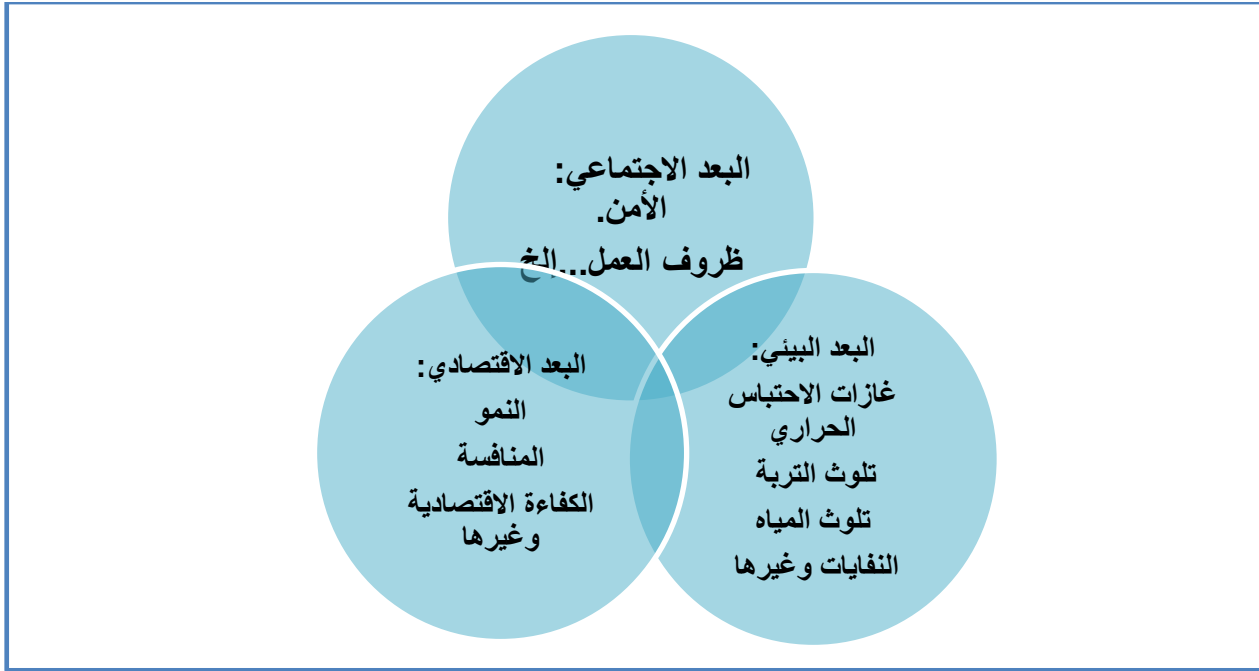 البعد الاجتماعي:
الأمن.
ظروف العمل...إلخ
البعد البيئي:
غازات الاحتباس
الحراري
تلوث التربة
تلوث المياه
النفايات وغيرها
البعد الاقتصادي:
النمو
المنافسة
الكفاءة الاقتصادية
وغيرها